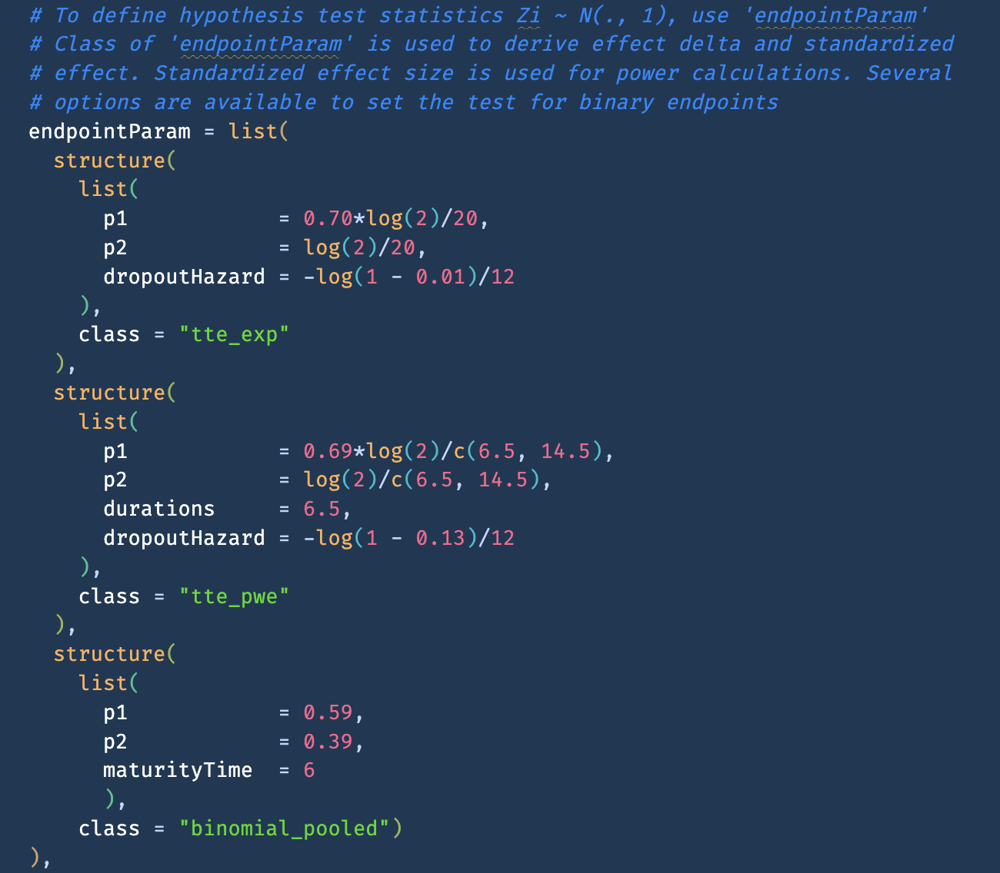 # To define hypothesis test statistics Zi ~ N(., 1), use 'endpointParam'
# Class of 'endpointParam' is used to derive effect delta and standardized
# effect. Standardized effect size is used for power calculations. Several
# options are available to set the test for binary endpoints
endpointParam = list(
  structure(
    list(
      p1            = 0.70*log(2)/20,
      p2            = log(2)/20,
      dropoutHazard = -log(1 - 0.01)/12
    ),
    class = "tte_exp"
  ),
  structure(
    list(
      p1            = 0.69*log(2)/c(6.5, 14.5),
      p2            = log(2)/c(6.5, 14.5),
      durations     = 6.5,
      dropoutHazard = -log(1 - 0.13)/12
    ),
    class = "tte_pwe"
  ),
  structure(
    list(
      p1            = 0.59,
      p2            = 0.39,
      maturityTime  = 6
      ),
    class = "binomial_pooled")
),